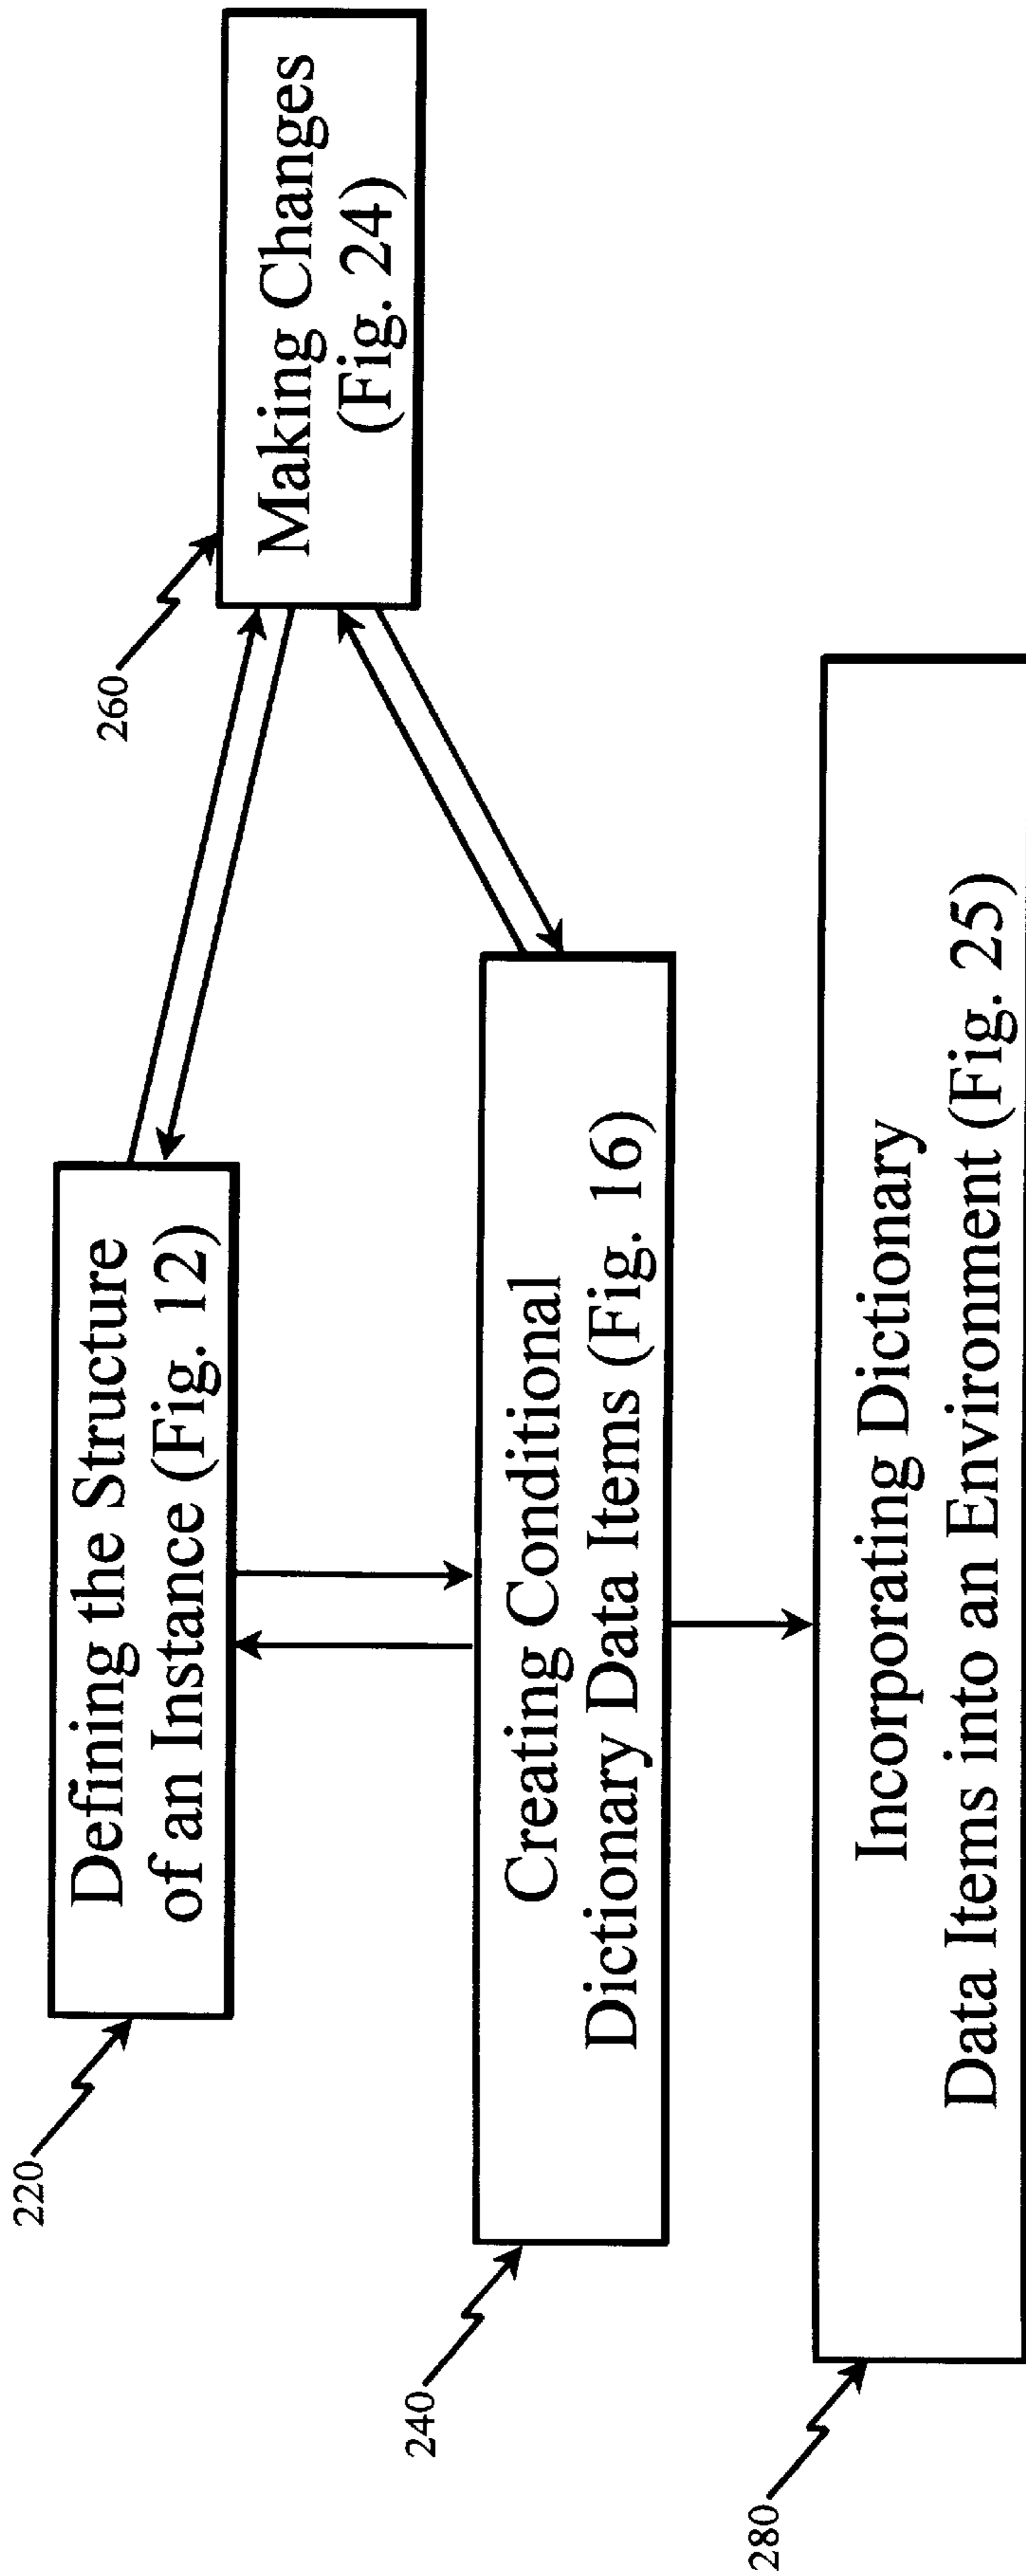 220
Defining the Structure
of an Instance (Fig. 12)
260
Making Changes
(Fig. 24)
240
Creating Conditional
Dictionary Data Items (Fig. 16)
280
Incorporating Dictionary
Data Items into an Environment (Fig. 25)